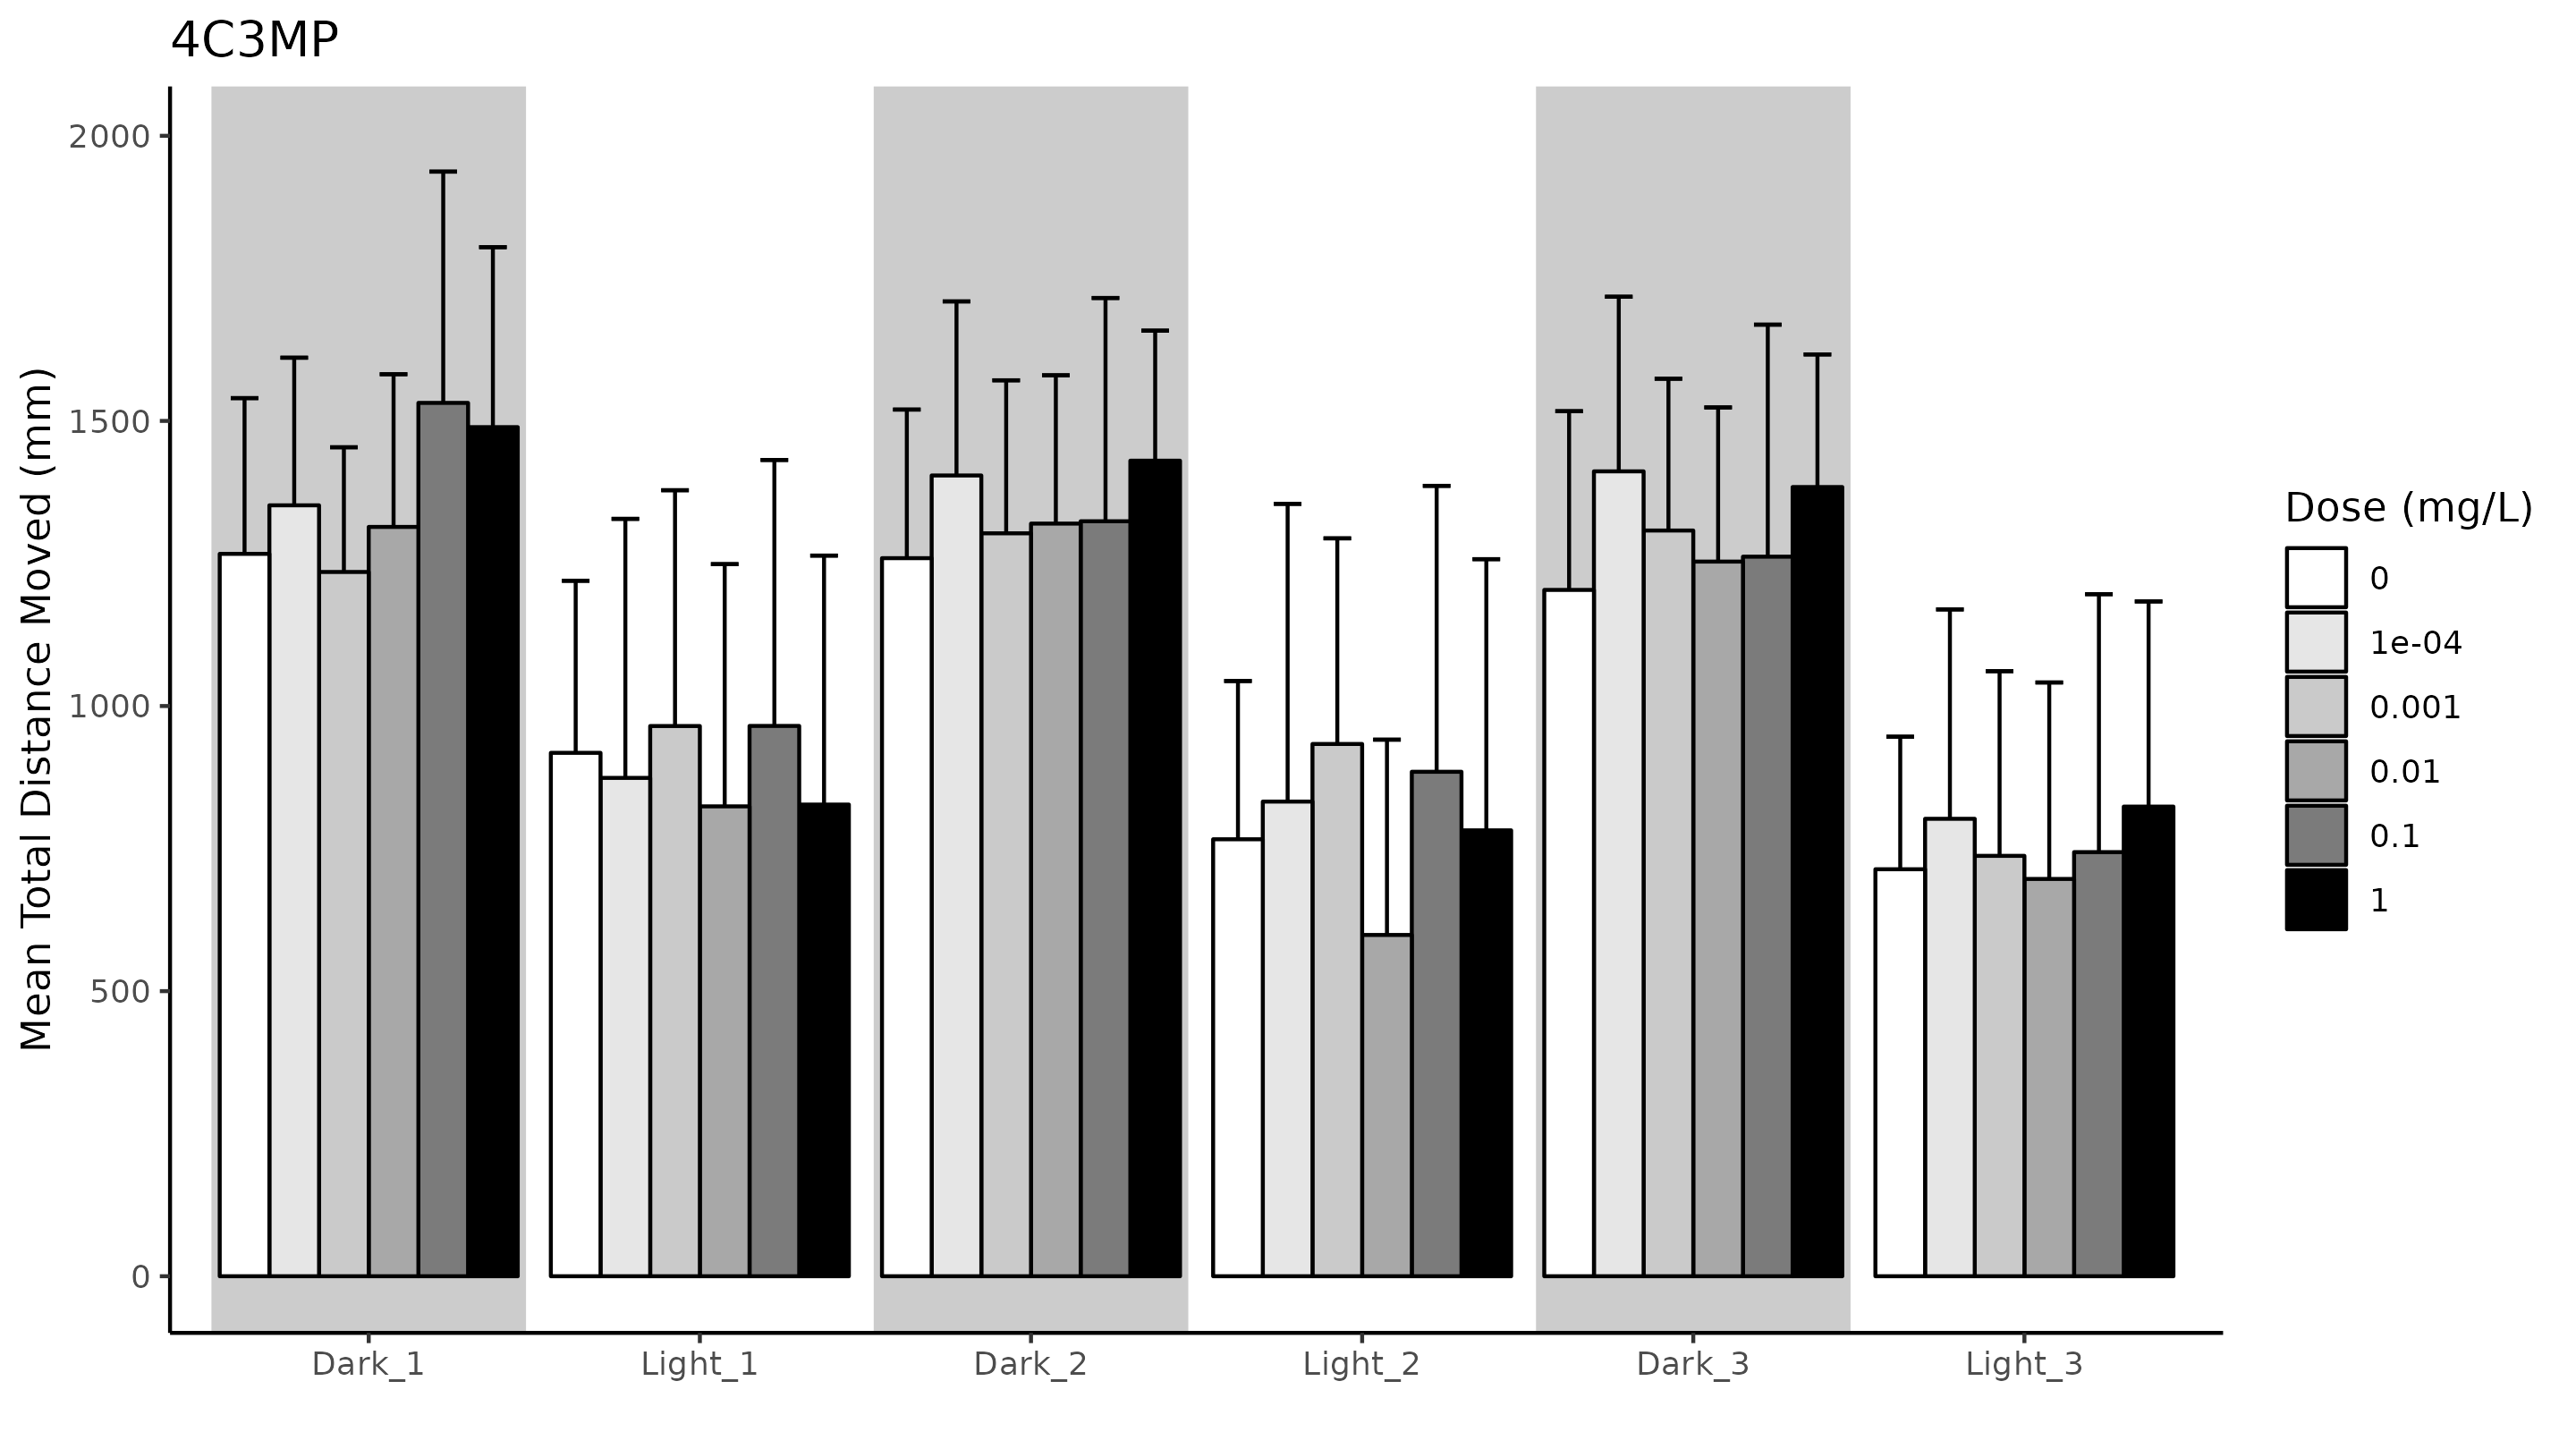 4C3MP
Mean Total Distance Moved (mm)
2000
1500
1000
500
0
Dark_1 Light_1 Dark_2 Light_2 Dark_3 Light_3
Dose (mg/L)
0
1e-04
0.001
0.01
0.1
1